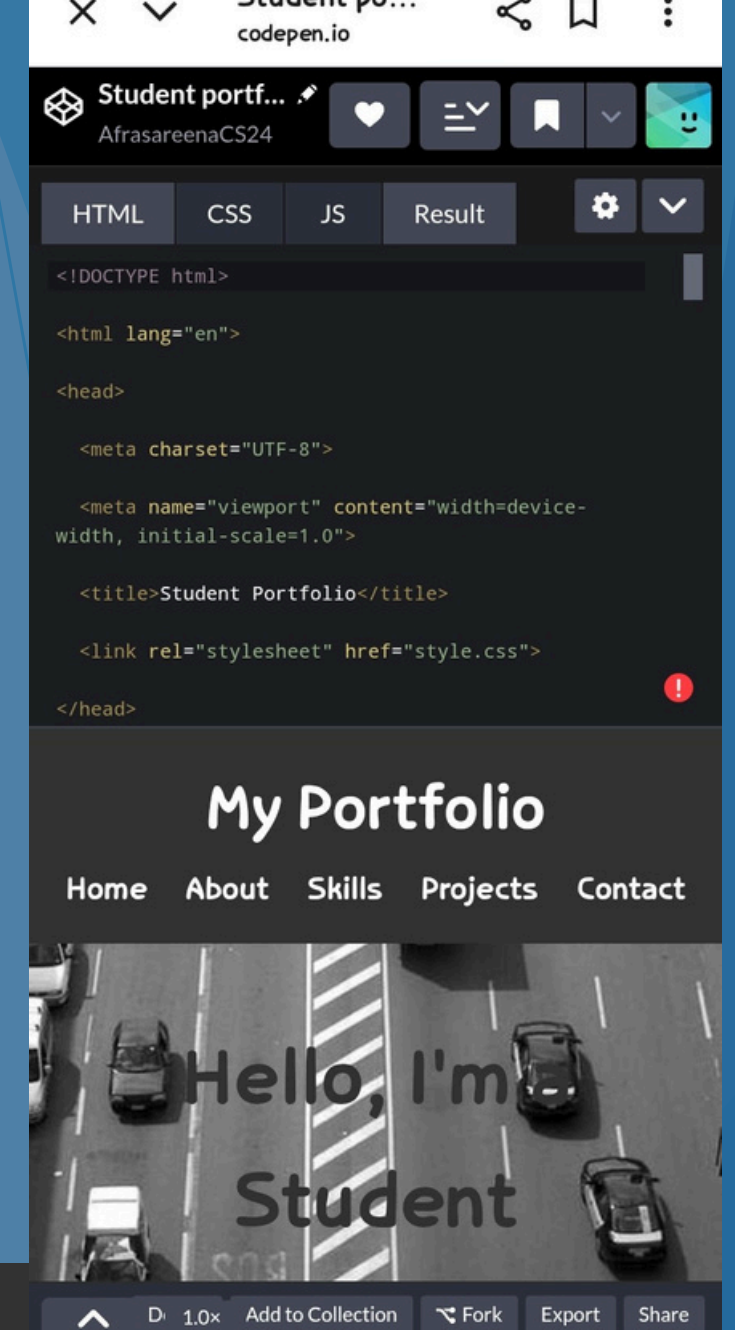 Student po...
codepen.io
Student portf...
AfrasareenaCS24
HTML CSS JS Result
<!DOCTYPE html>
<html lang="en">
<head>
<meta charset="UTF-8">
<meta name="viewport" content="width=device-
width, initial-scale=1.0">
<title>Student Portfolio</title>
<link rel="stylesheet" href="style.css">
</head>
My Portfolio
Home About Skills Projects Contact
Hello, I'm a
Student
BUS
1.0× Add to Collection Fork Export Share